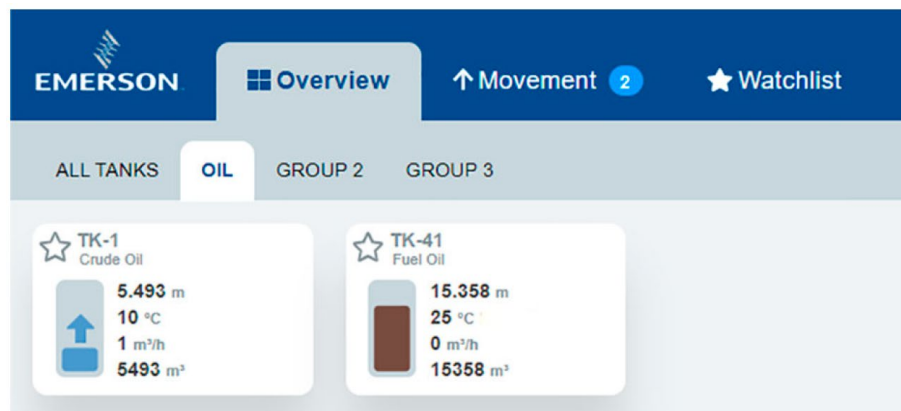 EMERSON Overview Movement 2 Watchlist
ALL TANKS OIL GROUP 2 GROUP 3
TK-1
Crude Oil
5.493 m
10 °C
1 m³/h
5493 m³
TK-41
Fuel Oil
15.358 m
25 °C
0 m³/h
15358 m³